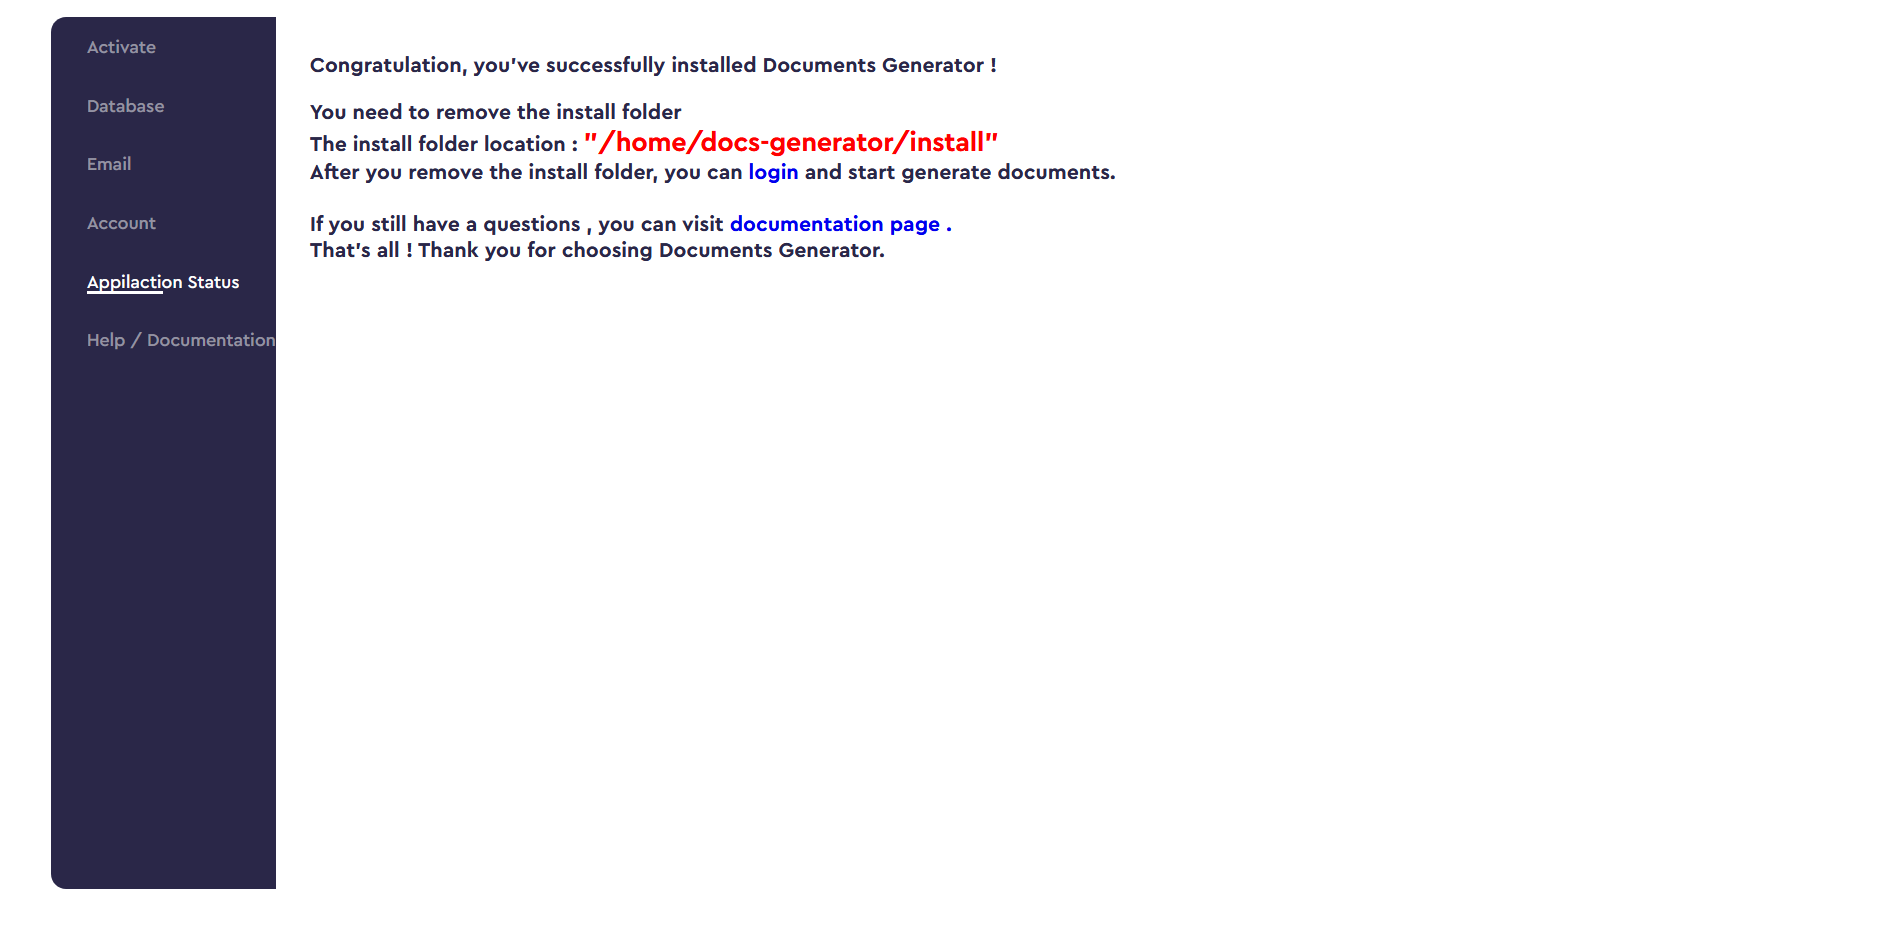 Activate
Database
Email
Account
Appilaction Status
Help / Documentation
Congratulation, you've successfully installed Documents Generator !
You need to remove the install folder
The install folder location : "/home/docs-generator/install"
After you remove the install folder, you can login and start generate documents.
If you still have a questions , you can visit documentation page .
That's all ! Thank you for choosing Documents Generator.